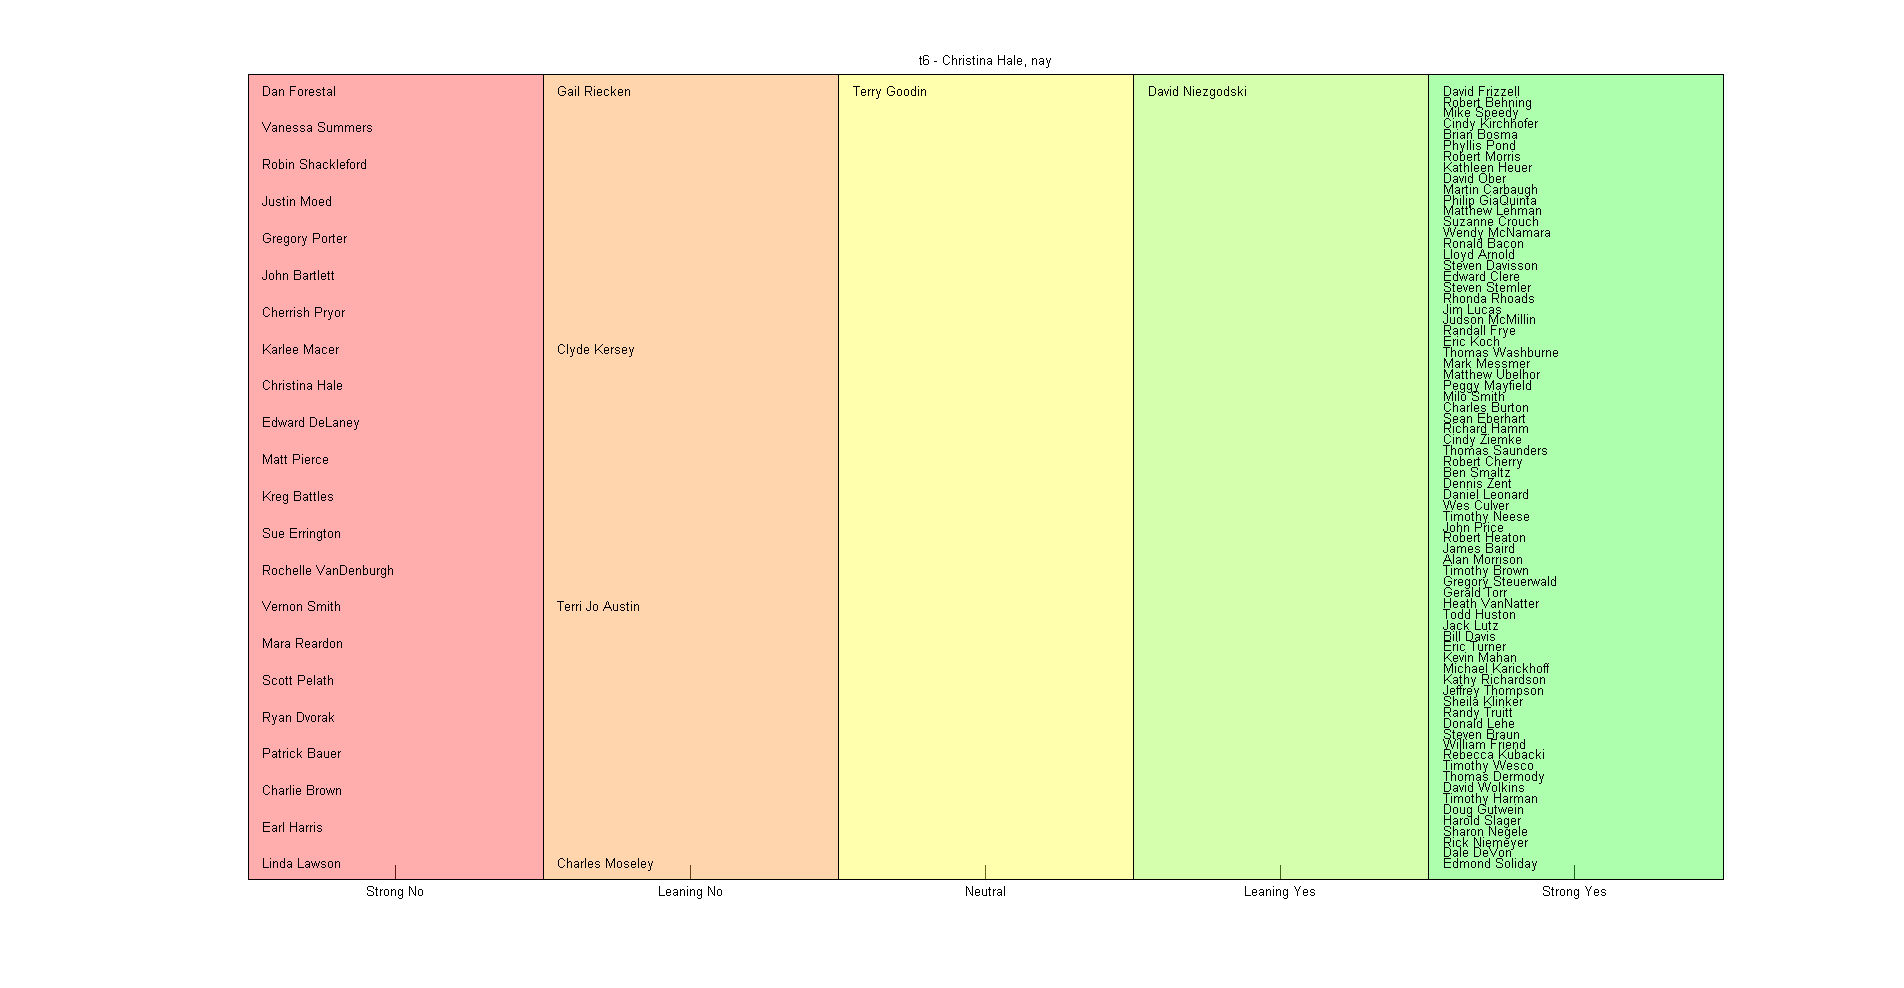 t6 - Christina Hale, nay
Dan Forestal
Vanessa Summers
Robin Shackleford
Justin Moed
Gregory Porter
John Bartlett
Cherrish Pryor
Karlee Macer
Christina Hale
Edward DeLaney
Matt Pierce
Kreg Battles
Sue Errington
Rochelle VanDenburgh
Vernon Smith
Mara Reardon
Scott Pelath
Ryan Dvorak
Patrick Bauer
Charlie Brown
Earl Harris
Linda Lawson
Gail Riecken
Clyde Kersey
Terri Jo Austin
Charles Moseley
Terry Goodin
David Niezgodski
David Frizzell
Robert Behning
Mike Speedy
Cindy Kirchhofer
Brian Bosma
Phyllis Pond
Robert Morris
Kathleen Heuer
David Ober
Martin Carbaugh
Philip GiaQuinta
Matthew Lehman
Suzanne Crouch
Wendy McNamara
Ronald Bacon
Lloyd Arnold
Steven Davisson
Edward Clere
Steven Stemler
Rhonda Rhoads
Jim Lucas
Judson McMillin
Randall Frye
Eric Koch
Thomas Washburne
Mark Messmer
Matthew Ubelhor
Peggy Mayfield
Milo Smith
Charles Burton
Sean Eberhart
Richard Hamm
Cindy Ziemke
Thomas Saunders
Robert Cherry
Ben Smaltz
Dennis Zent
Daniel Leonard
Wes Culver
Timothy Neese
John Price
Robert Heaton
James Baird
Alan Morrison
Timothy Brown
Gregory Steuerwald
Gerald Torr
Heath VanNatter
Todd Huston
Jack Lutz
Bill Davis
Eric Turner
Kevin Mahan
Michael Karickhoff
Kathy Richardson
Jeffrey Thompson
Sheila Klinker
Randy Truitt
Donald Lehe
Steven Braun
William Friend
Rebecca Kubacki
Timothy Wesco
Thomas Dermody
David Wolkins
Timothy Harman
Doug Gutwein
Harold Slager
Sharon Negele
Rick Niemeyer
Dale DeVon
Edmond Soliday
Strong No
Leaning No
Neutral
Leaning Yes
Strong Yes